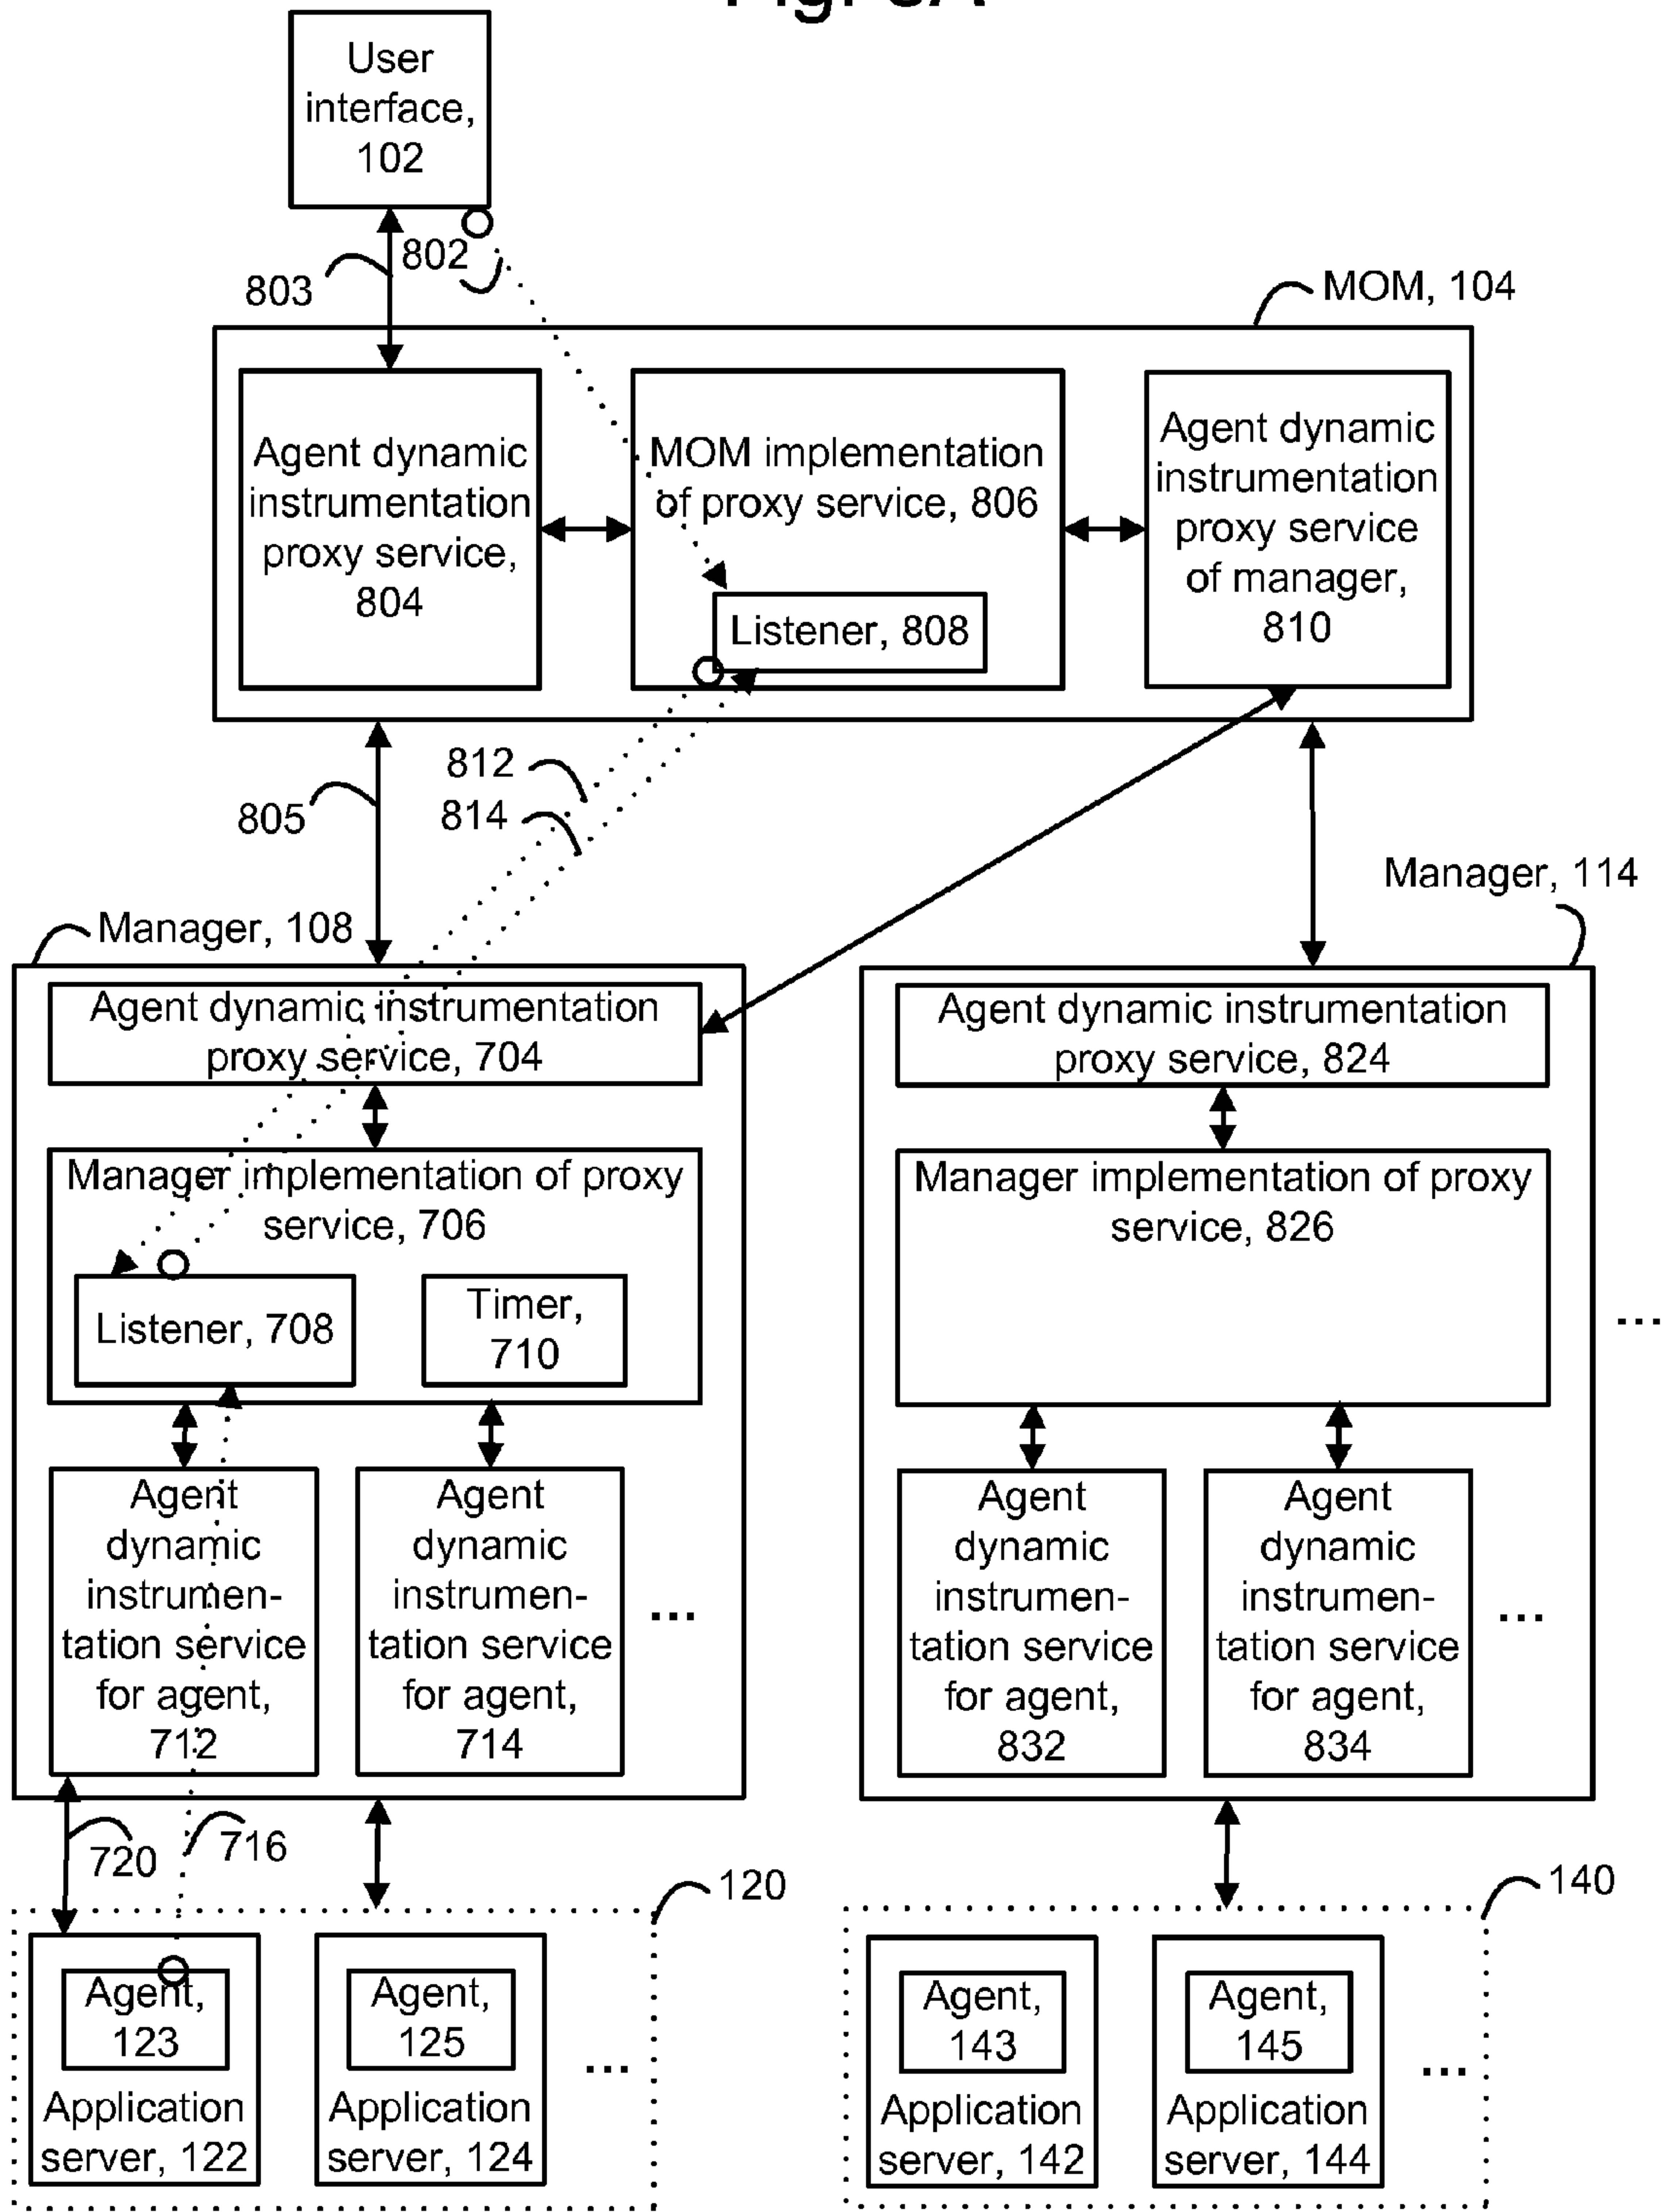 User
interface,
102
802
803
MOM, 104
Agent dynamic
instrumentation
proxy service,
804
MOM implementation
of proxy service, 806
Listener, 808
Agent dynamic
instrumentation
proxy service
of manager,
810
812
814
805
Manager, 114
Manager, 108
Agent dynamic instrumentation
proxy service, 704
Agent dynamic instrumentation
proxy service, 824
Manager implementation of proxy
service, 706
Listener, 708
Timer,
710
Manager implementation of proxy
service, 826
...
Agent
dynamic
instrumen-
tation service
for agent,
712
Agent
dynamic
instrumen-
tation service
for agent,
714
...
Agent
dynamic
instrumen-
tation service
for agent,
832
Agent
dynamic
instrumen-
tation service
for agent,
834
...
720
716
120
140
Agent,
123
Application
server, 122
Agent,
125
Application
server, 124
...
Agent,
143
Application
server, 142
Agent,
145
Application
server, 144
...